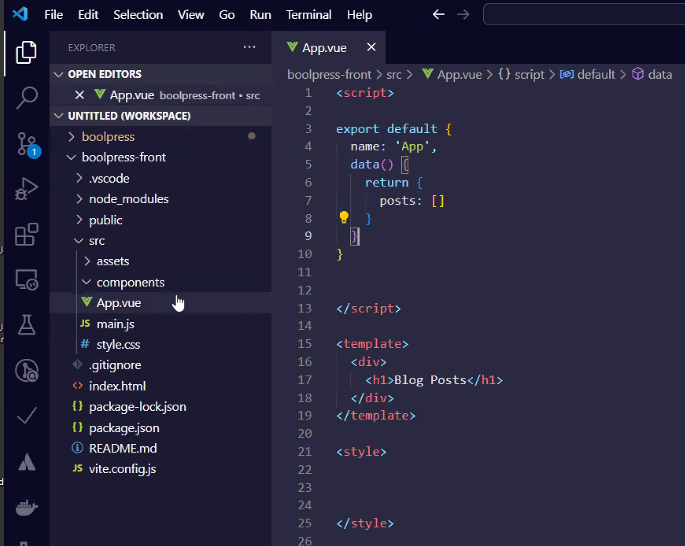 File Edit Selection View Go Run Terminal Help
EXPLORER
OPEN EDITORS
App.vue boolpress-front • src
UNTITLED (WORKSPACE)
boolpress
boolpress-front
.vscode
node_modules
public
src
assets
components
App.vue
JS main.js
# style.css
.gitignore
<> index.html
{} package-lock.json
{} package.json
README.md
JS vite.config.js
1
App.vue
boolpress-front > src > App.vue > {} script > default > data
1 <script>
2
3 export default {
4 name: 'App',
5 data() {
6 return {
7 posts: []
8 }
9 }
10 }
11
12
13 </script>
14
15 <template>
16 <div>
17 <h1>Blog Posts</h1>
18 </div>
19 </template>
20
21 <style>
22
23
24
25 </style>
26